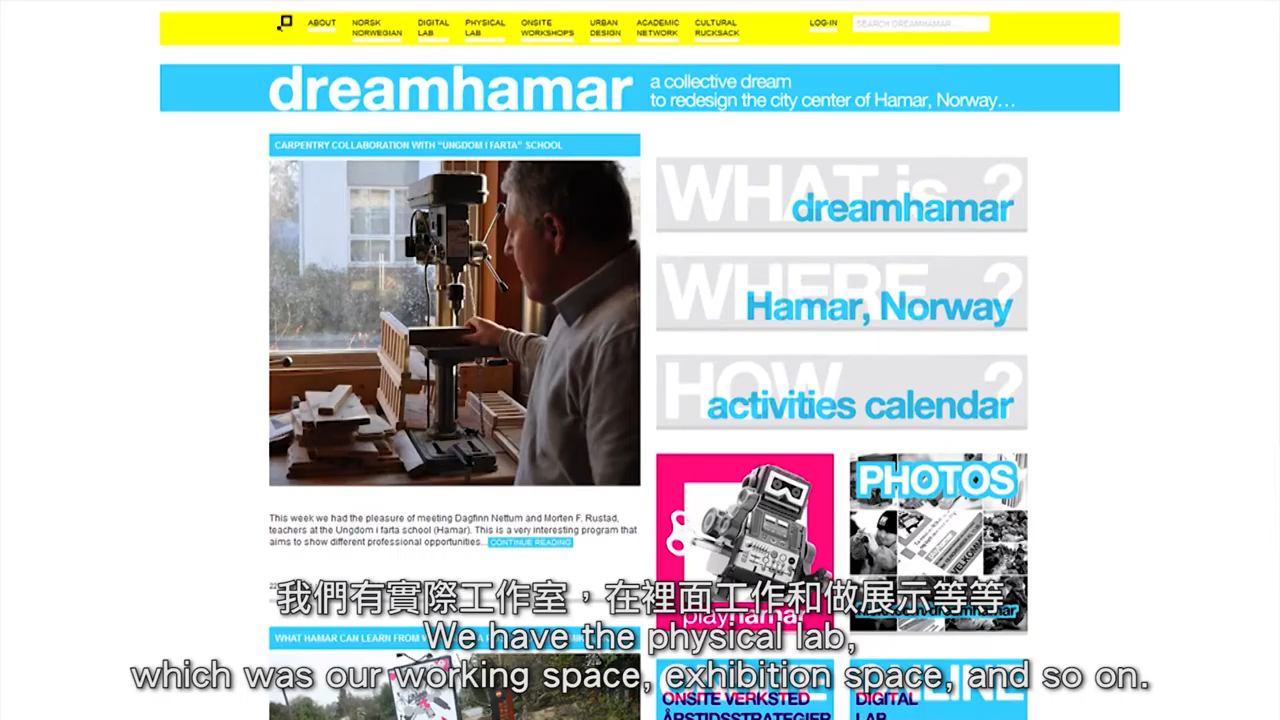 ABOUT
NORSK
NORWEGIAN
DIGITAL
LAB
PHYSICAL
LAB
ONSITE
WORKSHOPS
URBAN
DESIGN
ACADEMIC
NETWORK
CULTURAL
RUCKSACK
LOG-IN
SEARCH DREAMHAMAR
dreamhamar
a collective dream
to redesign the city center of Hamar, Norway...
CARPENTRY COLLABORATION WITH "UNGDOM I FARTA" SCHOOL
This week we had the pleasure of meeting Dagfinn Nettum and Morten F. Rustad,
teachers at the Ungdom i farta school (Hamar). This is a very interesting program that
aims to show different professional opportunities... CONTINUE READING
WHAT is ?
dreamhamar
WHERE ?
Hamar, Norway
HOW ?
activities calendar
playhamar
PHOTOS
VELKOMM
WHAT HAMAR CAN LEARN FROM
ONSITE VERKSTED
ÅRSTIDSSTRATEGIER
DIGITAL
LAB
我們有實際工作室，在裡面工作和做展示等等
We have the physical lab,
which was our working space, exhibition space, and so on.